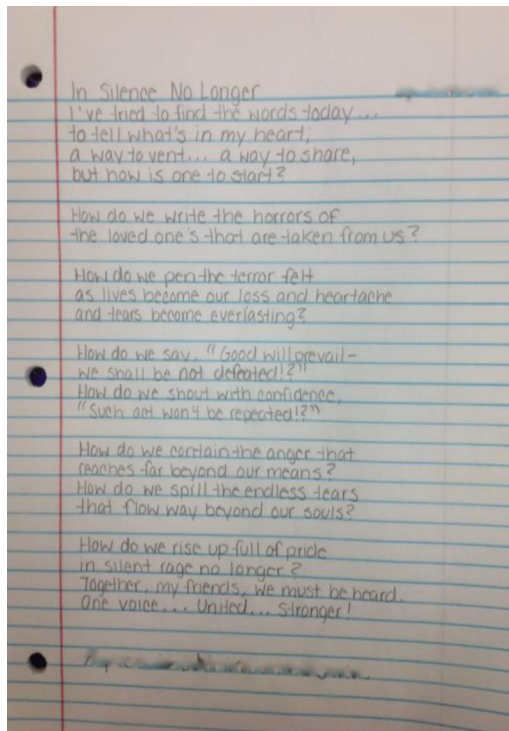 In Silence No Longer
I've tried to find the words today...
to tell what's in my heart;
a way to vent... a way to share,
but how is one to start?
How do we write the horrors of
the loved one's that are taken from us?
How do we pen the terror felt
as lives become our loss and heartache
and tears become everlasting?
How do we say, "Good will prevail-
we shall be not defeated!?"
How do we shout with confidence,
"Such act won't be repeated!?"
How do we contain the anger that
reaches far beyond our means?
How do we spill the endless tears
that flow way beyond our souls?
How do we rise up full of pride
in silent rage no longer?
Together, my friends, we must be heard.
One voice... United... Stronger!